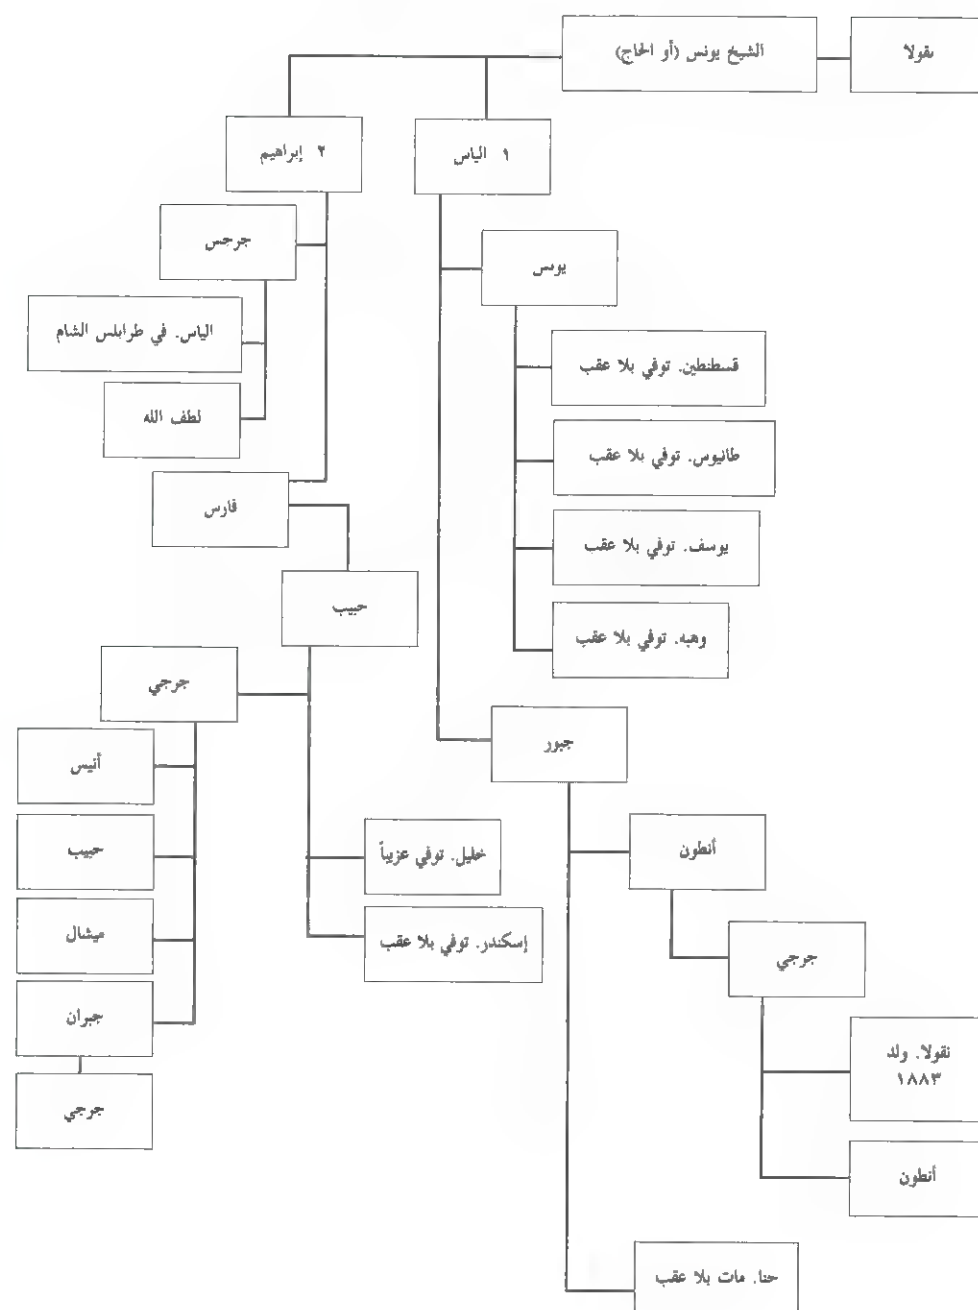 نقولا
الشيخ يونس (أو الحاج)
١ الياس
٢ إبراهيم
يونس
جرجس
قسطنطين. توفي بلا عقب
الياس. في طرابلس الشام
طانيوس. توفي بلا عقب
لطف الله
يوسف. توفي بلا عقب
فارس
وهبه. توفي بلا عقب
حبيب
جبور
جرجي
أنيس
أنطون
خليل. توفي عزيباً
حبيب
إسكندر. توفي بلا عقب
ميشال
جرجي
جبران
نقولا. ولد
١٨٨٣
جرجي
أنطون
حنا. مات بلا عقب